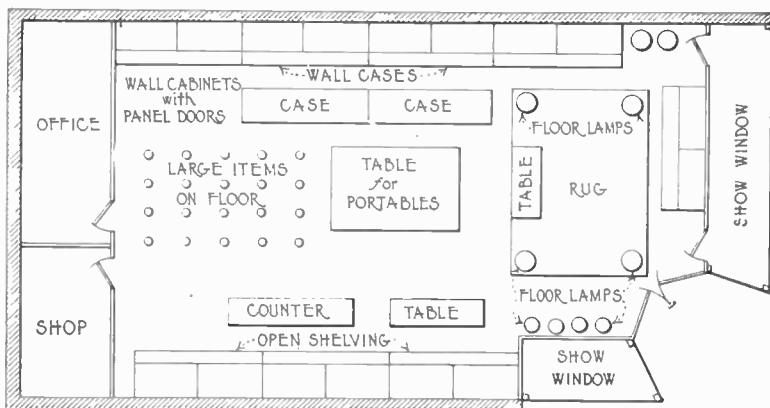 WALL CASES
WALL CABINETS
with
PANEL DOORS
OFFICE
CASE
CASE
FLOOR LAMPS
LARGE ITEMS
ON FLOOR
TABLE
for
PORTABLES
TABLE
RUG
SHOW WINDOW
FLOOR LAMPS
COUNTER
TABLE
SHOP
OPEN SHELVING
SHOW
WINDOW